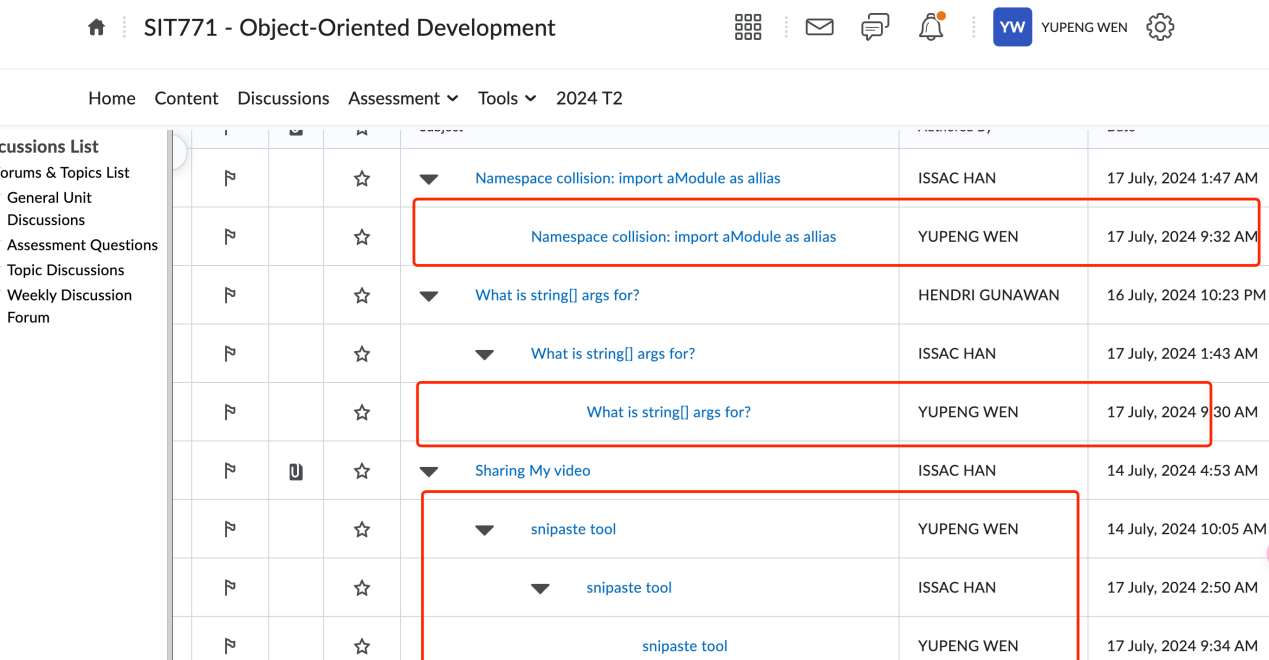 SIT771 - Object-Oriented Development
YW YUPENG WEN
Home Content Discussions Assessment Tools 2024 T2
cussions List
orums & Topics List
General Unit
Discussions
Assessment Questions
Topic Discussions
Weekly Discussion
Forum
Subject Authored By Date
Namespace collision: import aModule as allias ISSAC HAN 17 July, 2024 1:47 AM
Namespace collision: import aModule as allias YUPENG WEN 17 July, 2024 9:32 AM
What is string[] args for? HENDRI GUNAWAN 16 July, 2024 10:23 PM
What is string[] args for? ISSAC HAN 17 July, 2024 1:43 AM
What is string[] args for? YUPENG WEN 17 July, 2024 9:30 AM
Sharing My video ISSAC HAN 14 July, 2024 4:53 AM
snipaste tool YUPENG WEN 14 July, 2024 10:05 AM
snipaste tool ISSAC HAN 17 July, 2024 2:50 AM
snipaste tool YUPENG WEN 17 July, 2024 9:34 AM